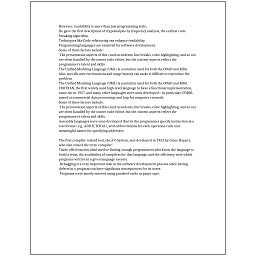 However, readability is more than just programming style.
He gave the first description of cryptanalysis by frequency analysis, the earliest code-
breaking algorithm.
Techniques like Code refactoring can enhance readability.
Programming languages are essential for software development.
Some of these factors include:
The presentation aspects of this (such as indents, line breaks, color highlighting, and so on)
are often handled by the source code editor, but the content aspects reflect the
programmer's talent and skills.
The Unified Modeling Language (UML) is a notation used for both the OOAD and MDA.
Also, specific user environment and usage history can make it difficult to reproduce the
problem.
The Unified Modeling Language (UML) is a notation used for both the OOAD and MDA.
FORTRAN, the first widely used high-level language to have a functional implementation,
came out in 1957, and many other languages were soon developed—in particular, COBOL
aimed at commercial data processing, and Lisp for computer research.
Some of these factors include:
The presentation aspects of this (such as indents, line breaks, color highlighting, and so on)
are often handled by the source code editor, but the content aspects reflect the
programmer's talent and skills.
Assembly languages were soon developed that let the programmer specify instruction in a
text format (e.g., ADD X, TOTAL), with abbreviations for each operation code and
meaningful names for specifying addresses.
The first compiler related tool, the A-0 System, was developed in 1952 by Grace Hopper,
who also coined the term 'compiler'.
Trade-offs from this ideal involve finding enough programmers who know the language to
build a team, the availability of compilers for that language, and the efficiency with which
programs written in a given language execute.
Debugging is a very important task in the software development process since having
defects in a program can have significant consequences for its users.
Programs were mostly entered using punched cards or paper tape.